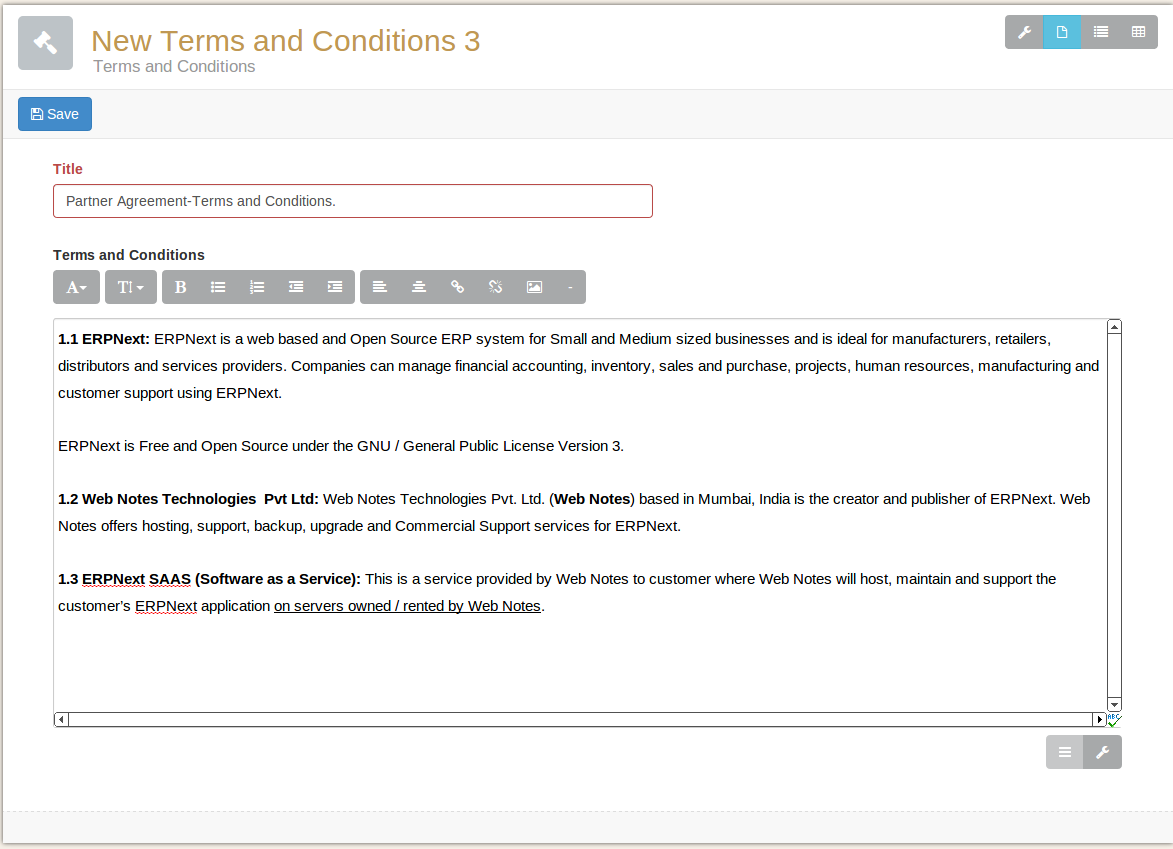 New Terms and Conditions 3
Terms and Conditions
Save
Title
Partner Agreement-Terms and Conditions.
Terms and Conditions
A TI B -
1.1 ERPNext: ERPNext is a web based and Open Source ERP system for Small and Medium sized businesses and is ideal for manufacturers, retailers,
distributors and services providers. Companies can manage financial accounting, inventory, sales and purchase, projects, human resources, manufacturing and
customer support using ERPNext.
ERPNext is Free and Open Source under the GNU / General Public License Version 3.
1.2 Web Notes Technologies  Pvt Ltd: Web Notes Technologies Pvt. Ltd. (Web Notes) based in Mumbai, India is the creator and publisher of ERPNext. Web
Notes offers hosting, support, backup, upgrade and Commercial Support services for ERPNext.
1.3 ERPNext SAAS (Software as a Service): This is a service provided by Web Notes to customer where Web Notes will host, maintain and support the
customer's ERPNext application on servers owned / rented by Web Notes.
ABC